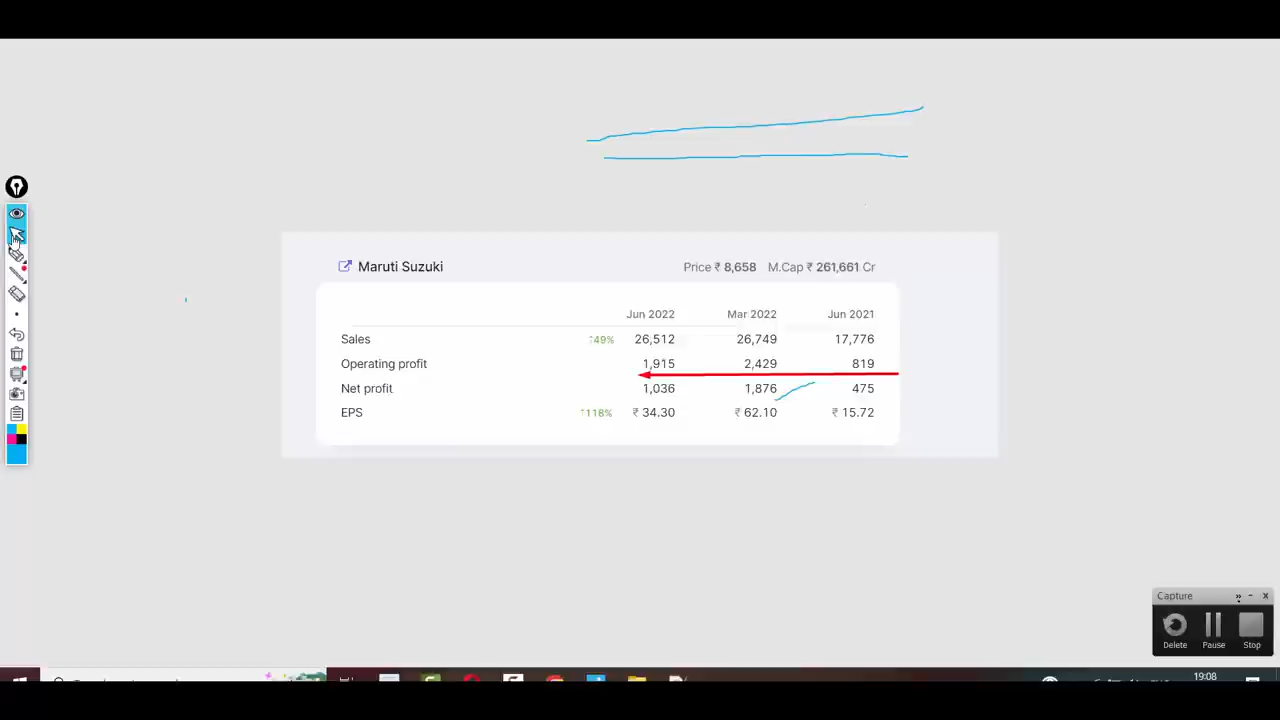 Maruti Suzuki Price ₹ 8,658 M.Cap ₹ 261,661 Cr
Jun 2022 Mar 2022 Jun 2021
Sales ↑49% 26,512 26,749 17,776
Operating profit 1,915 2,429 819
Net profit 1,036 1,876 475
EPS ↑118% ₹ 34.30 ₹ 62.10 ₹ 15.72
Capture
Delete Pause Stop
19:08